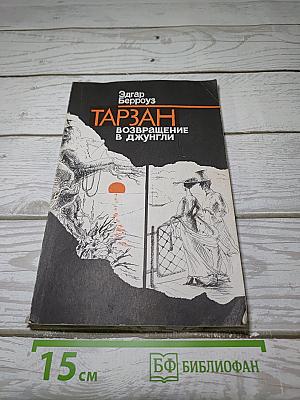 Эдгар
Берроуз
ТАРЗАН
ВОЗВРАЩЕНИЕ
В ДЖУНГЛИ
15 см
БФ БИБЛИОФАН